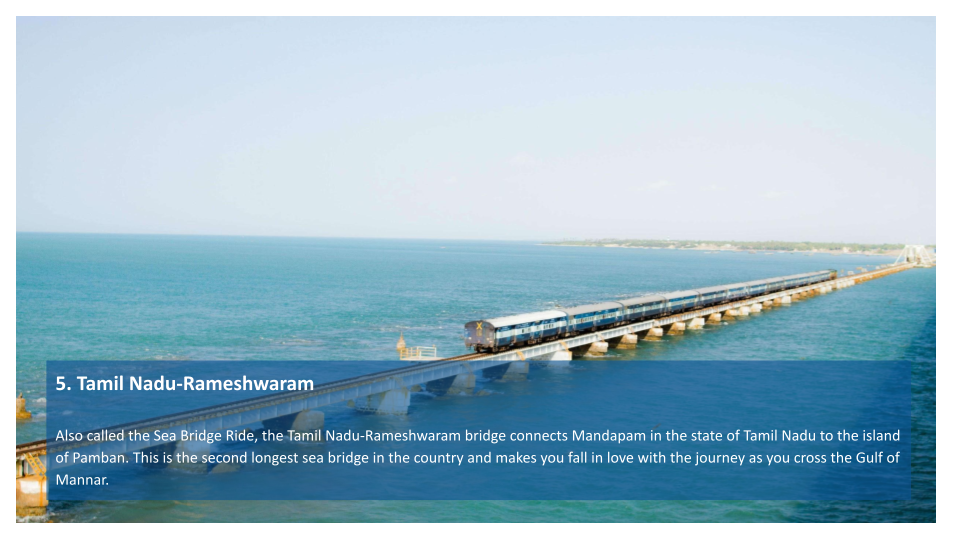 5. Tamil Nadu-Rameshwaram
Also called the Sea Bridge Ride, the Tamil Nadu-Rameshwaram bridge connects Mandapam in the state of Tamil Nadu to the island
of Pamban. This is the second longest sea bridge in the country and makes you fall in love with the journey as you cross the Gulf of
Mannar.